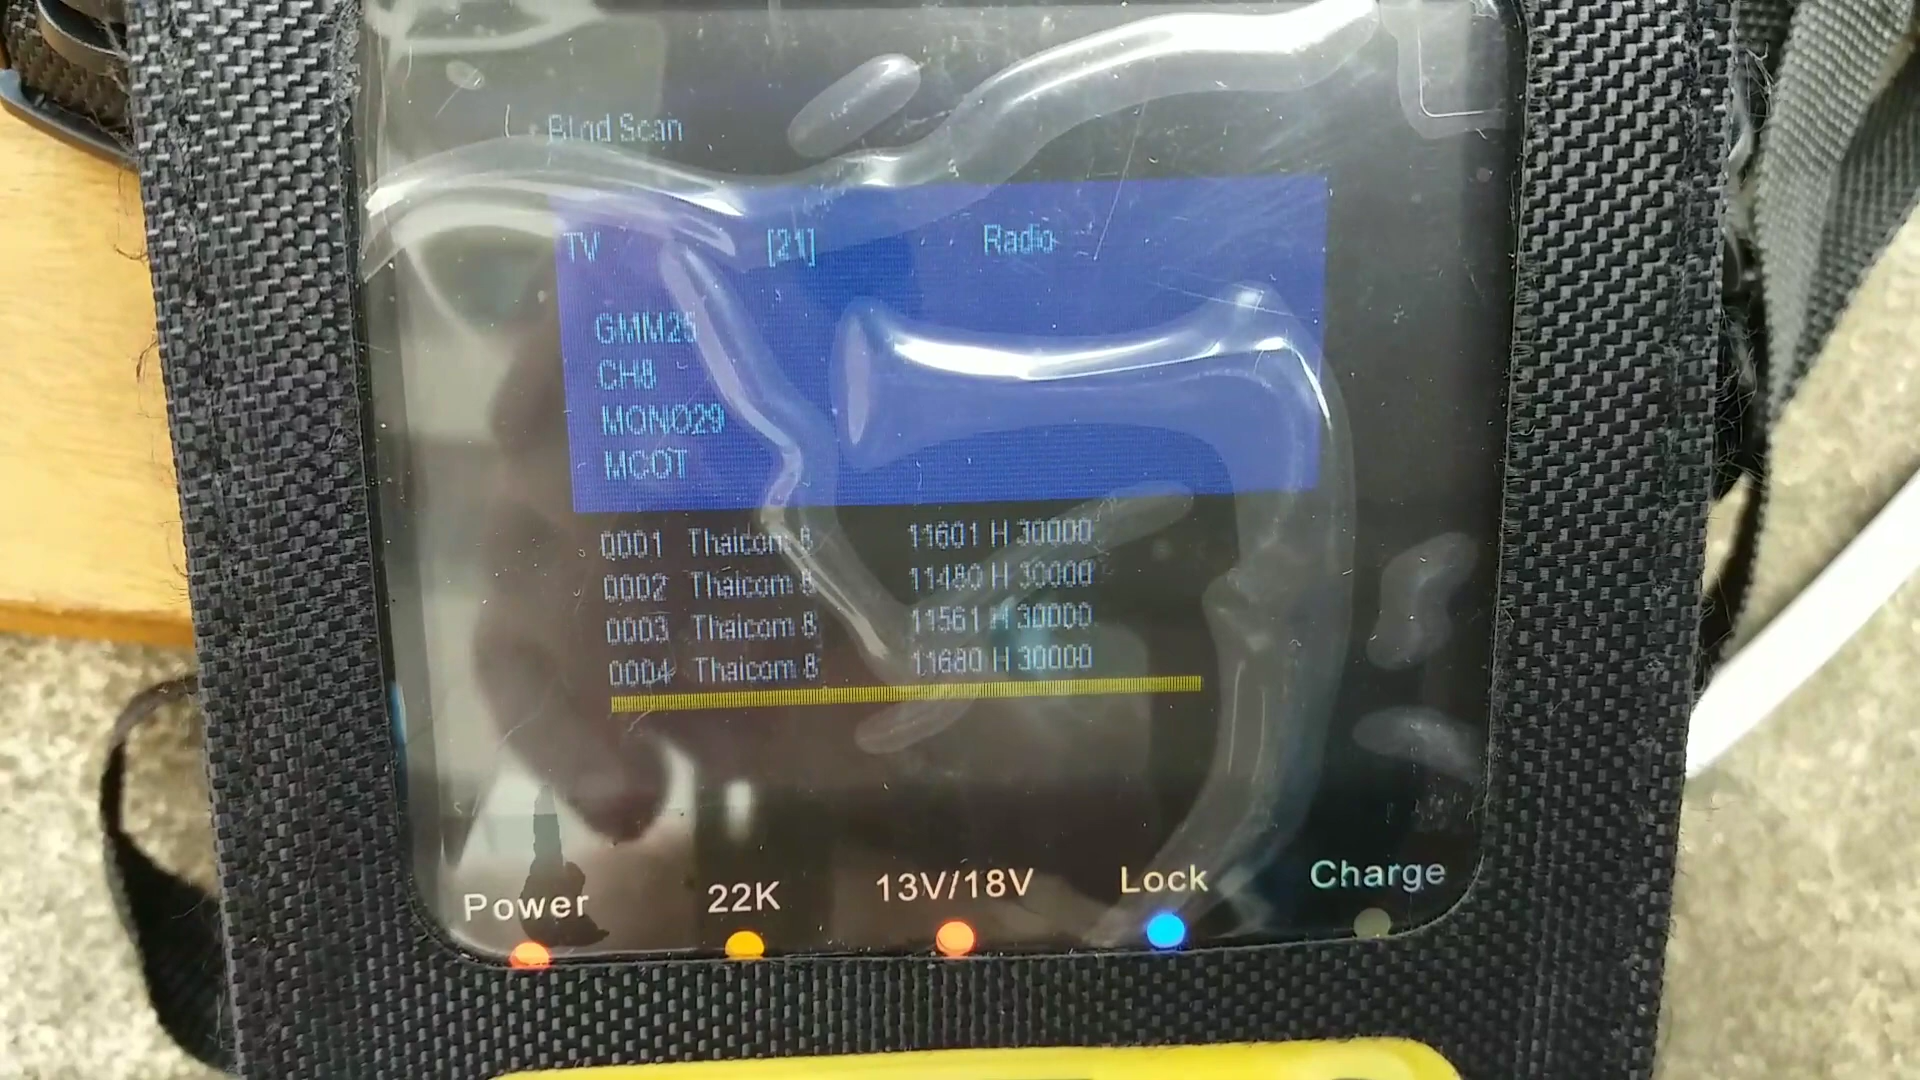 Blind Scan
TV [21] Radio
GMM25
CH8
MONO29
MCOT
0001 Thaicom 8 11601 H 30000
0002 Thaicom 8 11480 H 30000
0003 Thaicom 8 11561 H 30000
0004 Thaicom 8 11680 H 30000
Power 22K 13V/18V Lock Charge